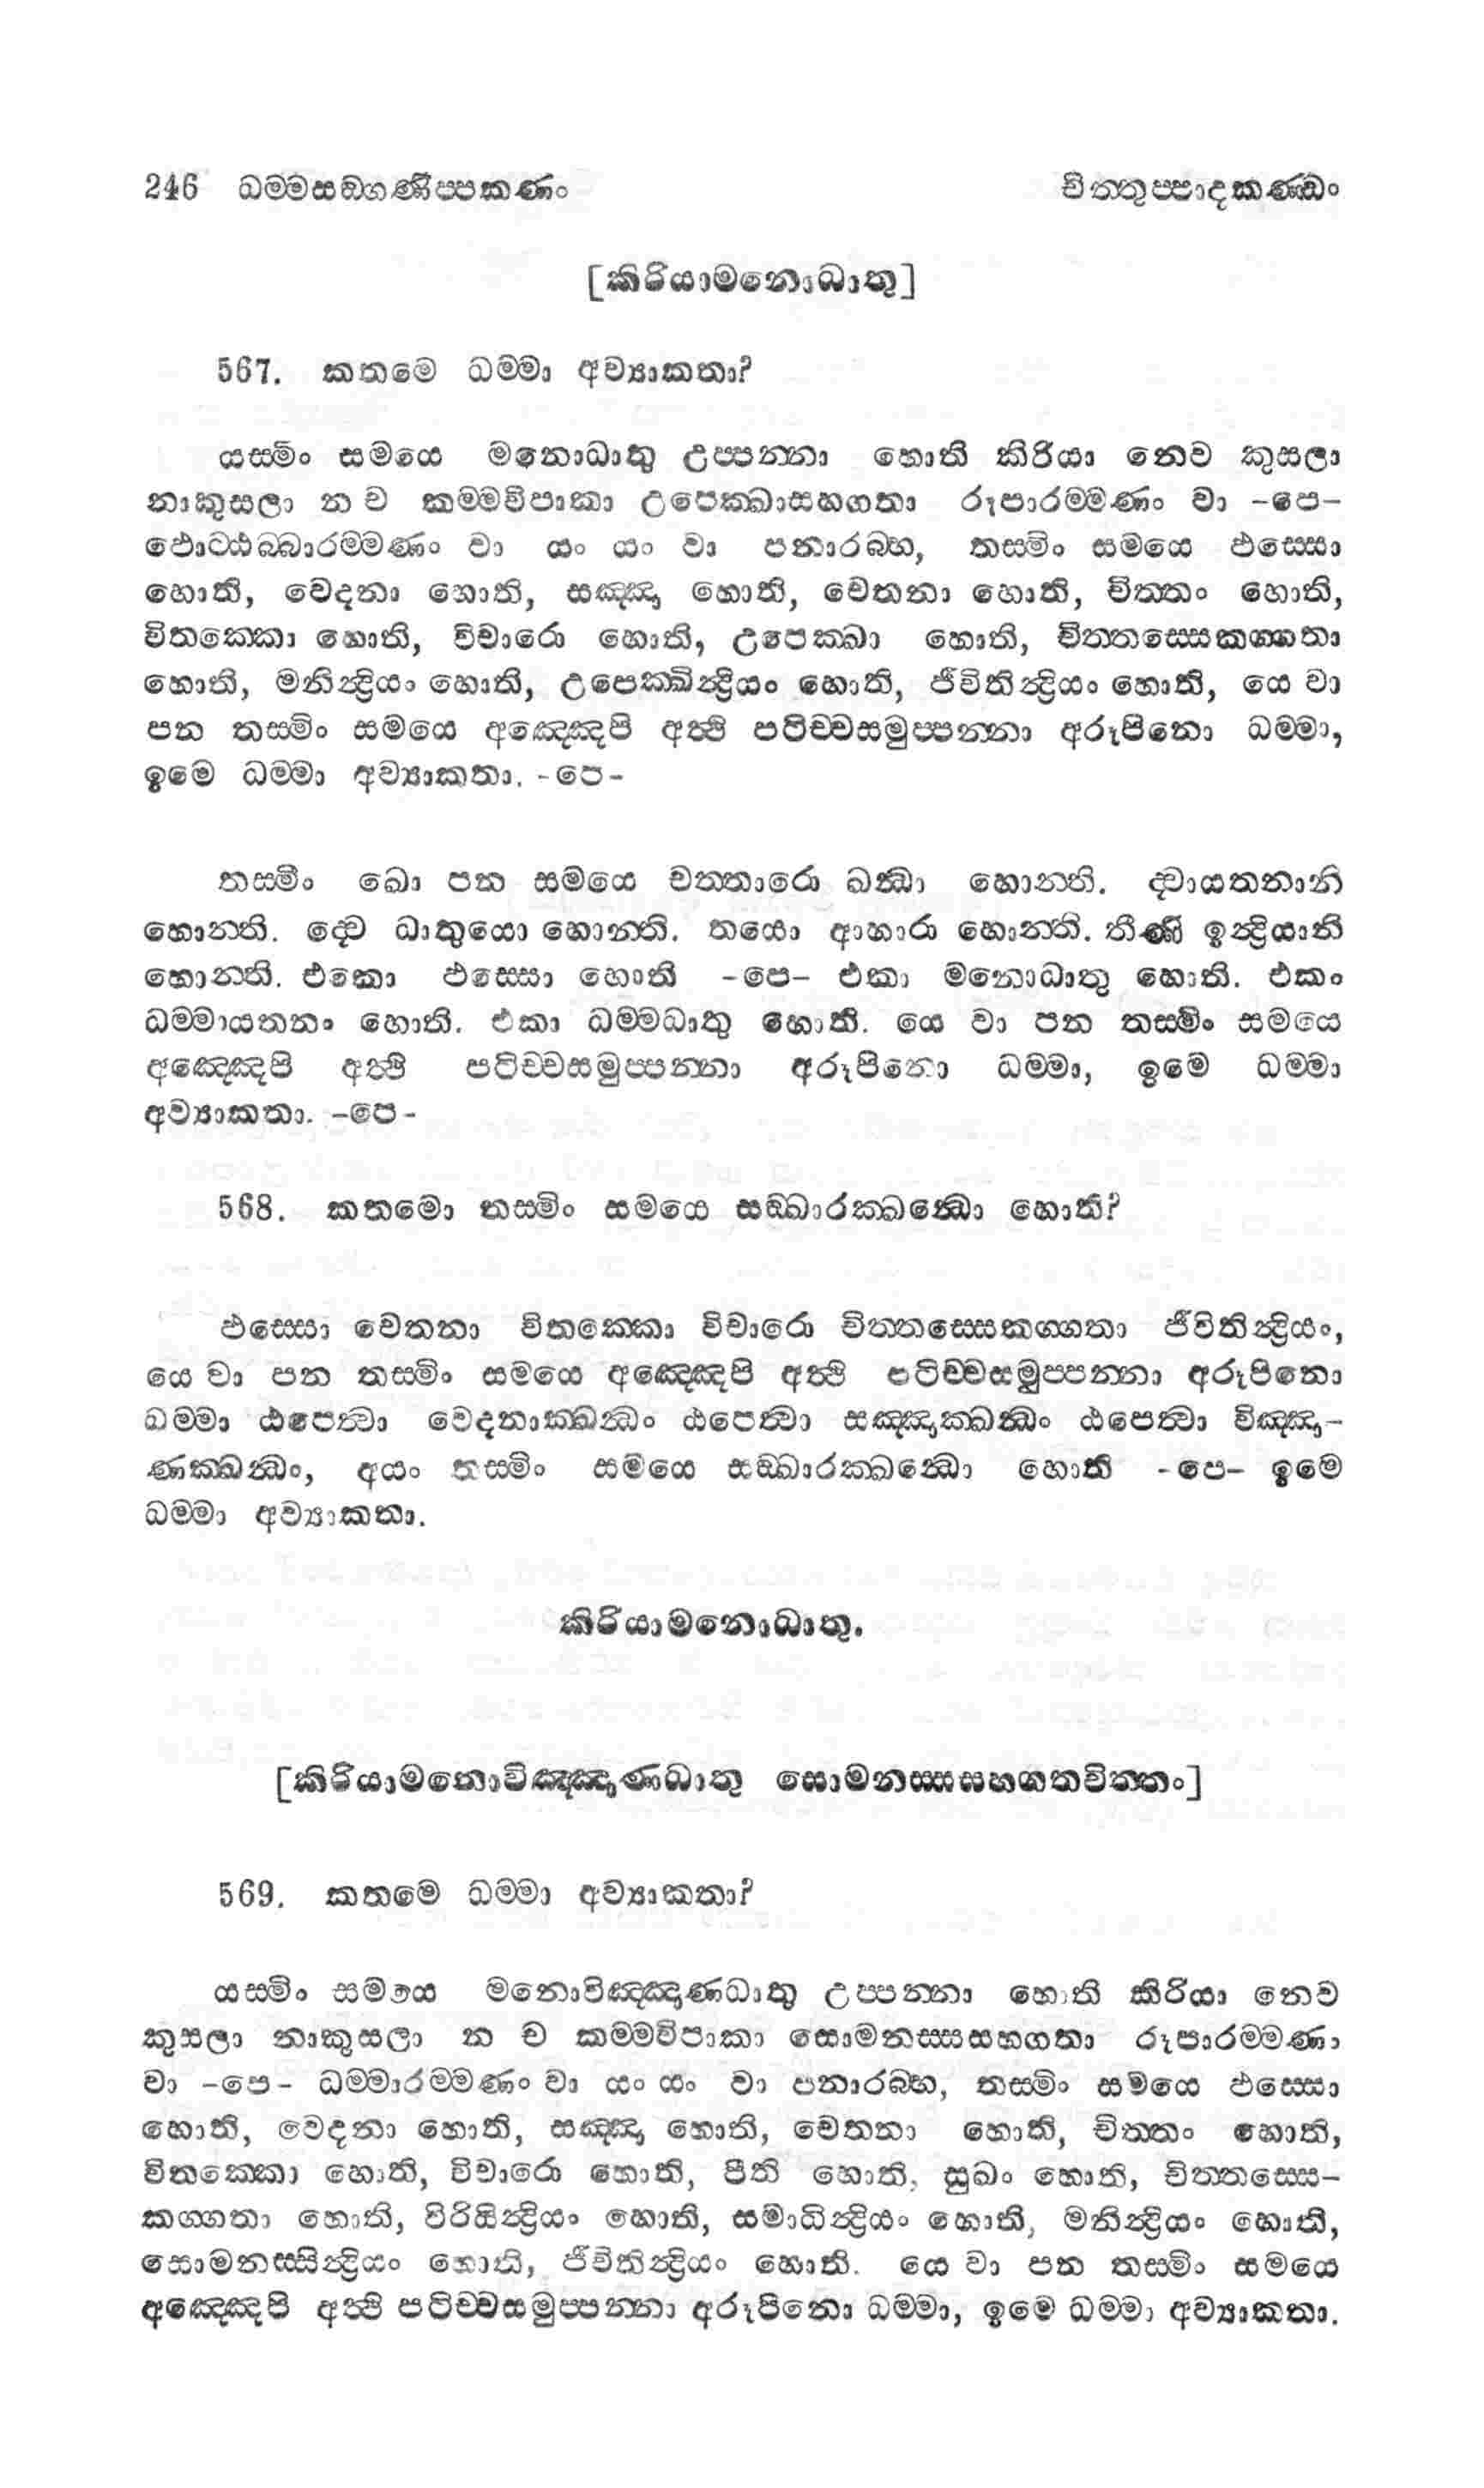 246 ධම්මසඞ්ගණිප්පකණං
චිත්තුප්පාදකණ්ඩං
[කිරියාමනොධාතු]
567. කතමෙ ධම්මා අව්‍යාකතා?
යස්මිං සමයෙ මනොධාතු උප්පන්නා හොති කිරියා නෙව කුසලා
නාකුසලා න ච කම්මවිපාකා උපෙක්ඛාසහගතා රූපාරම්මණං වා -පෙ-
ඵොට්ඨබ්බාරම්මණං වා යං යං වා පනාරබ්භ, තස්මිං සමයෙ ඵස්සො
හොති, වෙදනා හොති, සඤ්ඤා හොති, චෙතනා හොති, චිත්තං හොති,
විතක්කො හොති, විචාරො හොති, උපෙක්ඛා හොති, චිත්තස්සෙකග්ගතා
හොති, මනින්ද්‍රියං හොති, උපෙක්ඛින්ද්‍රියං හොති, ජීවිතින්ද්‍රියං හොති, යෙ වා
පන තස්මිං සමයෙ අඤ්ඤෙපි අත්ථි පටිච්චසමුප්පන්නා අරූපිනො ධම්මා,
ඉමෙ ධම්මා අව්‍යාකතා. -පෙ-
තස්මිං ඛො පන සමයෙ චත්තාරො ඛන්ධා හොන්ති. ද්වායතනානි
හොන්ති. ද්වෙ ධාතුයො හොන්ති. තයො ආහාරා හොන්ති. තීණි ඉන්ද්‍රියානි
හොන්ති. එකො ඵස්සො හොති -පෙ- එකා මනොධාතු හොති. එකං
ධම්මායතනං හොති. එකා ධම්මධාතු හොති. යෙ වා පන තස්මිං සමයෙ
අඤ්ඤෙපි අත්ථි පටිච්චසමුප්පන්නා අරූපිනො ධම්මා, ඉමෙ ධම්මා
අව්‍යාකතා. -පෙ-
568. කතමො තස්මිං සමයෙ සඞ්ඛාරක්ඛන්ධො හොති?
ඵස්සො චෙතනා විතක්කො විචාරො චිත්තස්සෙකග්ගතා ජීවිතින්ද්‍රියං,
යෙ වා පන තස්මිං සමයෙ අඤ්ඤෙපි අත්ථි පටිච්චසමුප්පන්නා අරූපිනො
ධම්මා ඨපෙත්වා වෙදනාක්ඛන්ධං ඨපෙත්වා සඤ්ඤාක්ඛන්ධං ඨපෙත්වා විඤ්ඤා-
ණක්ඛන්ධං, අයං තස්මිං සමයෙ සඞ්ඛාරක්ඛන්ධො හොති -පෙ- ඉමෙ
ධම්මා අව්‍යාකතා.
කිරියාමනොධාතු.
[කිරියාමනොවිඤ්ඤාණධාතු සොමනස්සසහගතචිත්තං]
569. කතමෙ ධම්මා අව්‍යාකතා?
යස්මිං සමයෙ මනොවිඤ්ඤාණධාතු උප්පන්නා හොති කිරියා නෙව
කුසලා නාකුසලා න ච කම්මවිපාකා සොමනස්සසහගතා රූපාරම්මණා
වා -පෙ- ධම්මාරම්මණං වා යං යං වා පනාරබ්භ, තස්මිං සමයෙ ඵස්සො
හොති, වෙදනා හොති, සඤ්ඤා හොති, චෙතනා හොති, චිත්තං හොති,
විතක්කො හොති, විචාරො හොති, පීති හොති, සුඛං හොති, චිත්තස්සෙ-
කග්ගතා හොති, විරියින්ද්‍රියං හොති, සමාධින්ද්‍රියං හොති, මනින්ද්‍රියං හොති,
සොමනස්සින්ද්‍රියං හොති, ජීවිතින්ද්‍රියං හොති. යෙ වා පන තස්මිං සමයෙ
අඤ්ඤෙපි අත්ථි පටිච්චසමුප්පන්නා අරූපිනො ධම්මා, ඉමෙ ධම්මා අව්‍යාකතා.